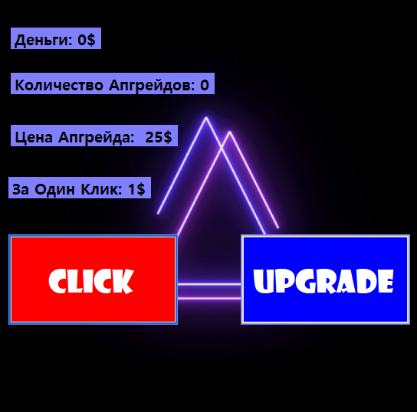 Деньги: 0$
Количество Апгрейдов: 0
Цена Апгрейда:  25$
За Один Клик: 1$
CLICK
UPGRADE